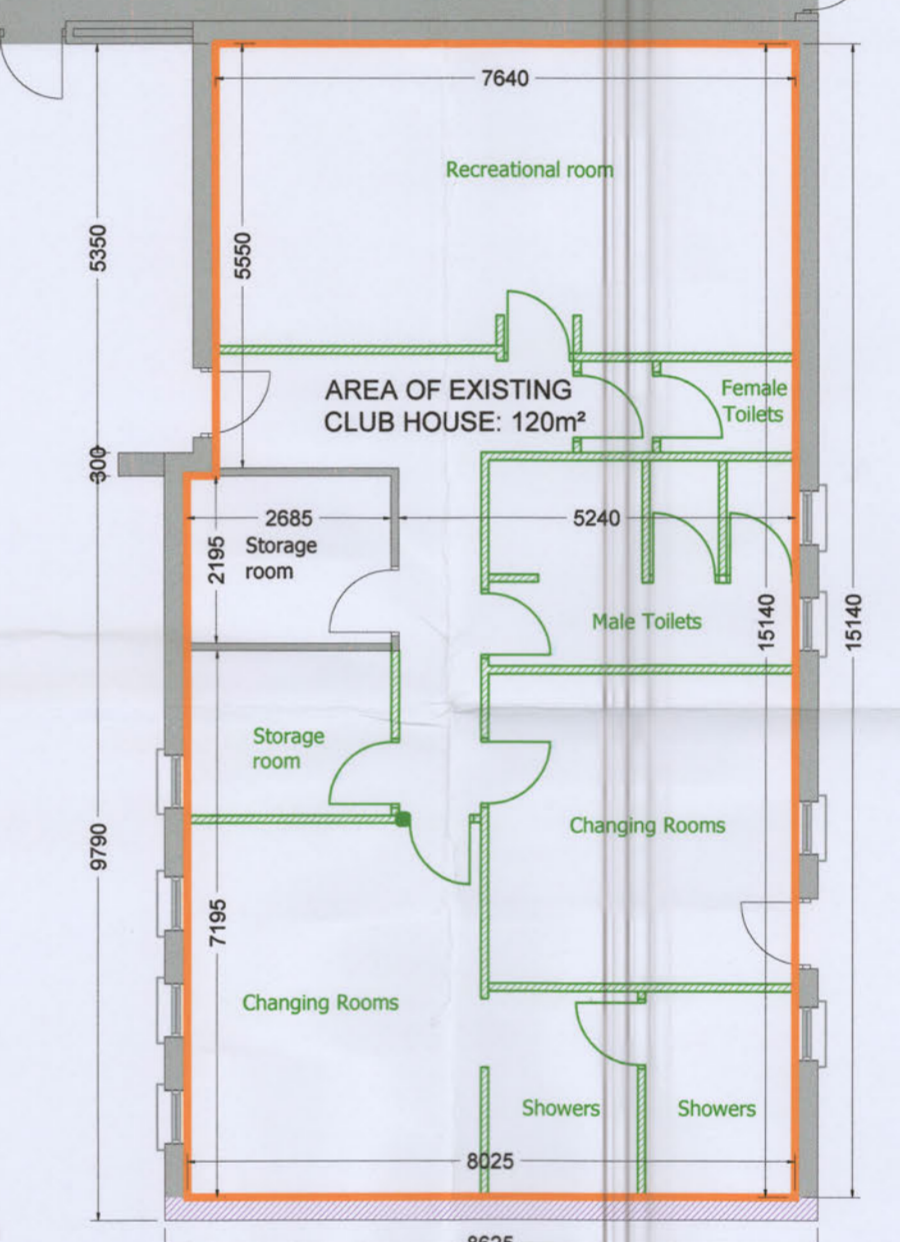 7640
Recreational room
5350
5550
AREA OF EXISTING
CLUB HOUSE: 120m²
Female
Toilets
300
2685
5240
Storage
room
2195
Male Toilets
15140
15140
Storage
room
Changing Rooms
9790
7195
Changing Rooms
Showers
Showers
8025